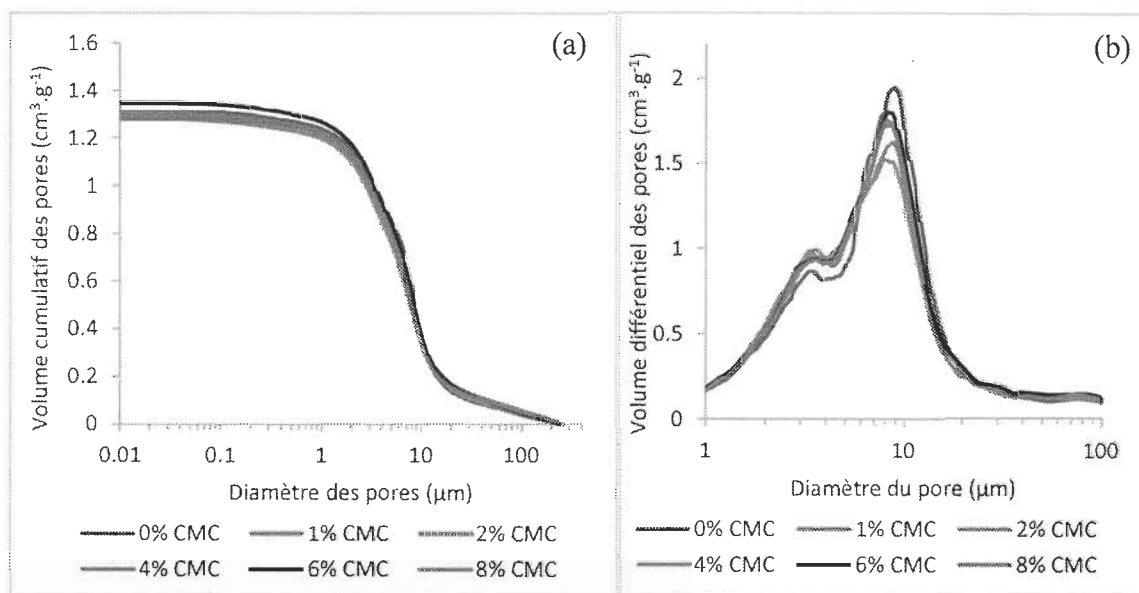 (a)
Volume cumulatif des pores (cm³.g⁻¹)
1.6
1.4
1.2
1
0.8
0.6
0.4
0.2
0
0.01 0.1 1 10 100
Diamètre des pores (µm)
0% CMC 1% CMC 2% CMC
4% CMC 6% CMC 8% CMC
(b)
Volume différentiel des pores (cm³.g⁻¹)
2
1.5
1
0.5
0
1 10 100
Diamètre du pore (µm)
0% CMC 1% CMC 2% CMC
4% CMC 6% CMC 8% CMC